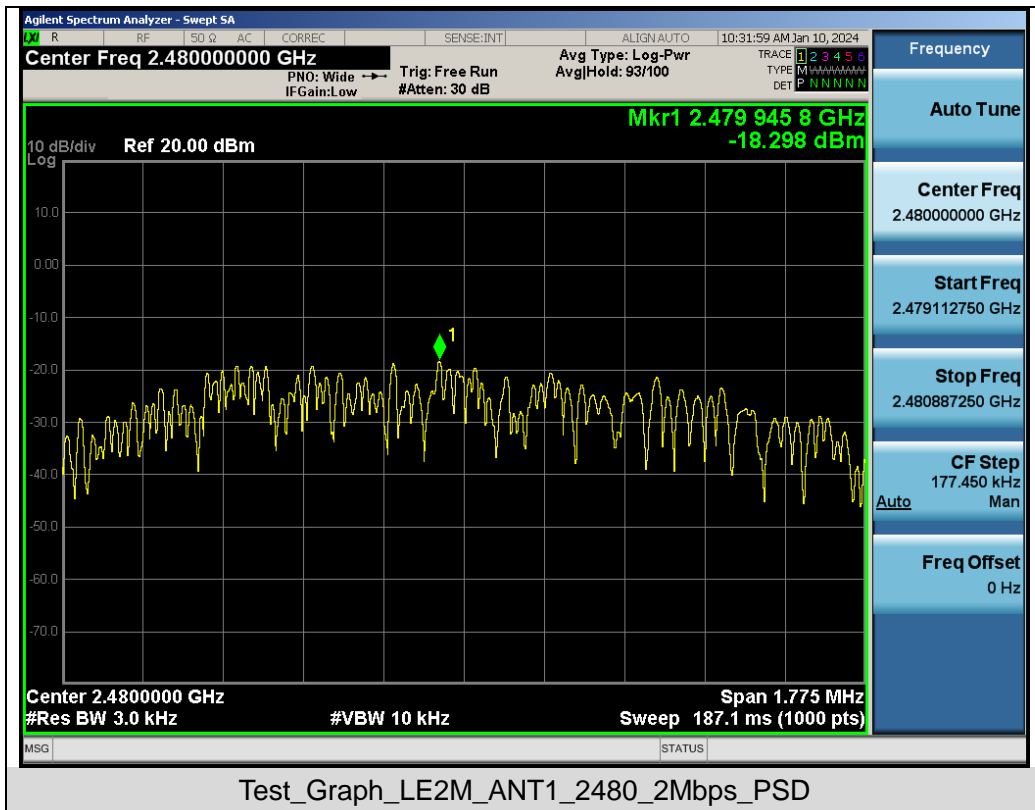 Agilent Spectrum Analyzer - Swept SA
LXI R RF 50 Ω AC CORREC SENSE:INT ALIGN AUTO 10:31:59 AM Jan 10, 2024
Center Freq 2.480000000 GHz
PNO: Wide
IFGain:Low
Trig: Free Run
#Atten: 30 dB
Avg Type: Log-Pwr
Avg|Hold: 93/100
TRACE 1 2 3 4 5 6
TYPE M WWWWW
DET P N N N N N
Mkr1 2.479 945 8 GHz
-18.298 dBm
10 dB/div Ref 20.00 dBm
Log
10.0
0.00
-10.0
-20.0
-30.0
-40.0
-50.0
-60.0
-70.0
1
Center 2.4800000 GHz Span 1.775 MHz
#Res BW 3.0 kHz #VBW 10 kHz Sweep 187.1 ms (1000 pts)
MSG STATUS
Frequency
Auto Tune
Center Freq
2.480000000 GHz
Start Freq
2.479112750 GHz
Stop Freq
2.480887250 GHz
CF Step
177.450 kHz
Auto Man
Freq Offset
0 Hz
Test_Graph_LE2M_ANT1_2480_2Mbps_PSD